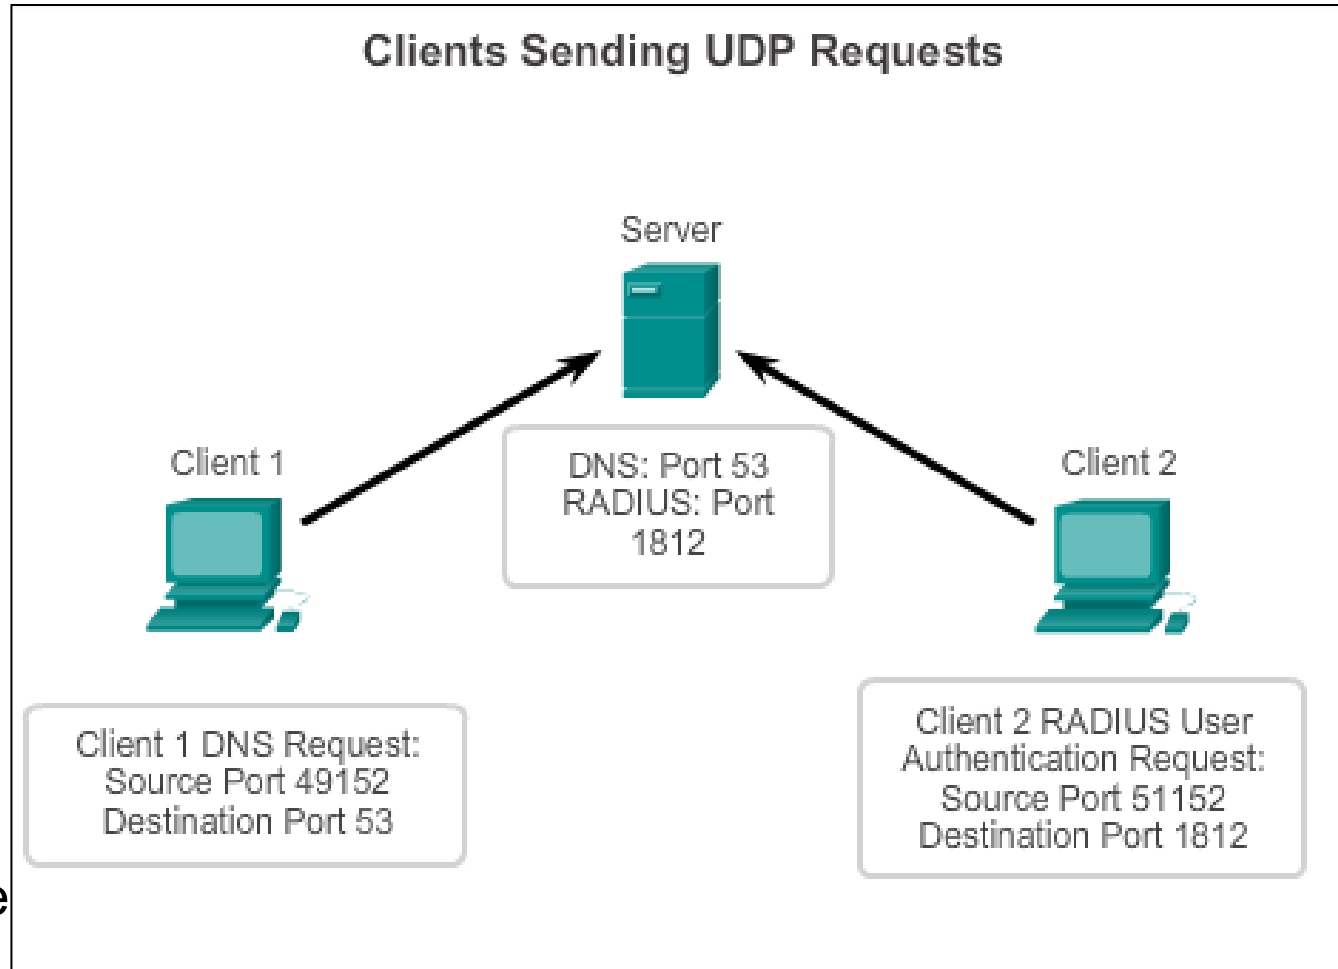 Clients Sending UDP Requests
Server
Client 1
DNS: Port 53
RADIUS: Port
1812
Client 2
Client 1 DNS Request:
Source Port 49152
Destination Port 53
Client 2 RADIUS User
Authentication Request:
Source Port 51152
Destination Port 1812
e